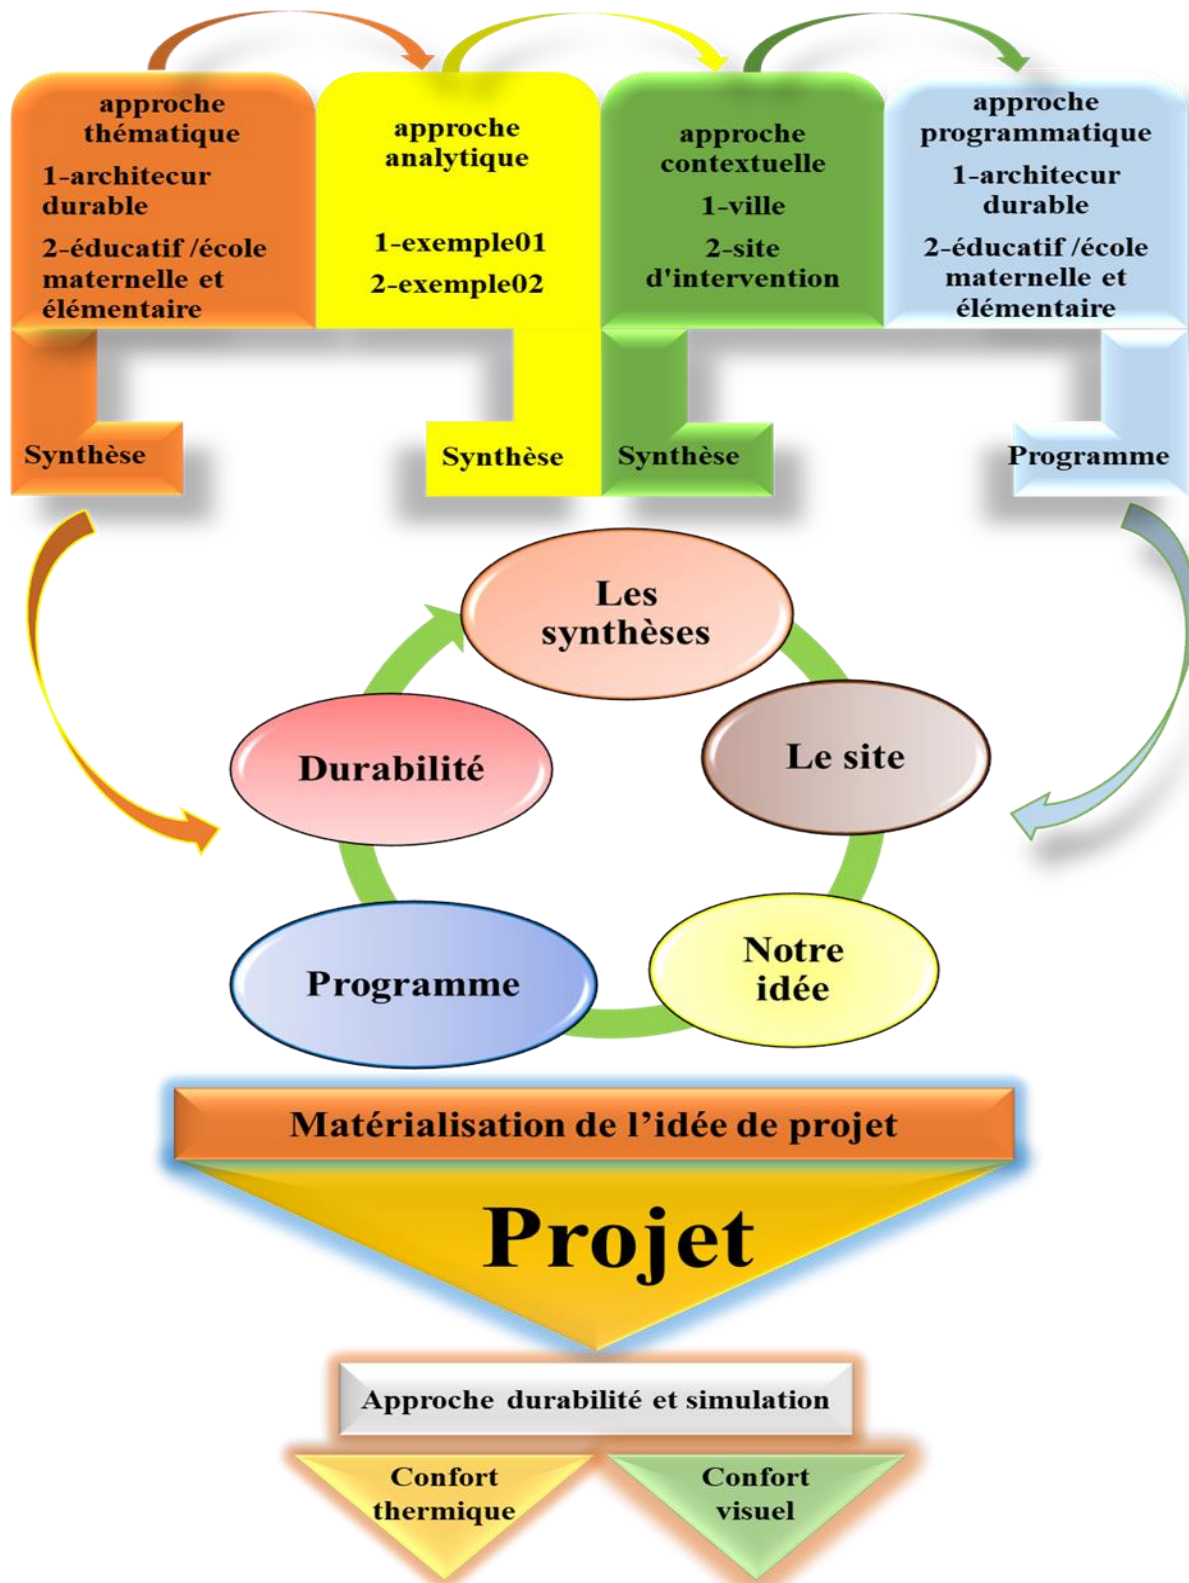 approche
thématique
1-architecur
durable
2-éducatif /école
maternelle et
élémentaire
approche
analytique
1-exemple01
2-exemple02
approche
contextuelle
1-ville
2-site
d'intervention
approche
programmatique
1-architecur
durable
2-éducatif /école
maternelle et
élémentaire
Synthèse
Synthèse
Synthèse
Programme
Les
synthèses
Le site
Notre
idée
Programme
Durabilité
Matérialisation de l’idée de projet
Projet
Approche durabilité et simulation
Confort
thermique
Confort
visuel